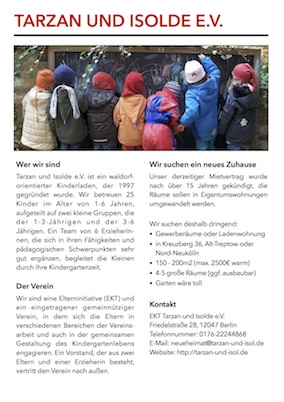 TARZAN UND ISOLDE E.V.
Wer wir sind
Tarzan und Isolde e.V. ist ein waldorf-
orientierter Kinderladen, der 1997
gegründet wurde. Wir betreuen 25
Kinder im Alter von 1-6 Jahren,
aufgeteilt auf zwei kleine Gruppen, die
der 1-3-Jährigen und der 3-6
Jährigen. Ein Team von 6 Erzieherin-
nen, die sich in ihren Fähigkeiten und
pädagogischen Schwerpunkten sehr
gut ergänzen, begleitet die Kleinen
durch ihre Kindergartenzeit.
Der Verein
Wir sind eine Elterninitiative (EKT) und
ein eingetragener gemeinnütziger
Verein, in dem sich die Eltern in
verschiedenen Bereichen der Vereins-
arbeit und auch in der gemeinsamen
Gestaltung des Kindergartenlebens
engagieren. Ein Vorstand, der aus zwei
Eltern und einer Erzieherin besteht,
vertritt den Verein nach außen.
Wir suchen ein neues Zuhause
Unser derzeitiger Mietvertrag wurde
nach über 15 Jahren gekündigt, die
Räume sollen in Eigentumswohnungen
umgewandelt werden.
Wir suchen deshalb dringend:
• Gewerberäume oder Ladenwohnung
• in Kreuzberg 36, Alt-Treptow oder
Nord-Neukölln
• 150 - 200m2 (max. 2500€ warm)
• 4-5 große Räume (ggf. ausbaubar)
• Garten wäre toll
Kontakt
EKT Tarzan und Isolde e.V.
Friedelstraße 28, 12047 Berlin
Telefonnummer: 0176-22244868
E-Mail: neueheimat@tarzan-und-isol.de
Website: http://tarzan-und-isol.de